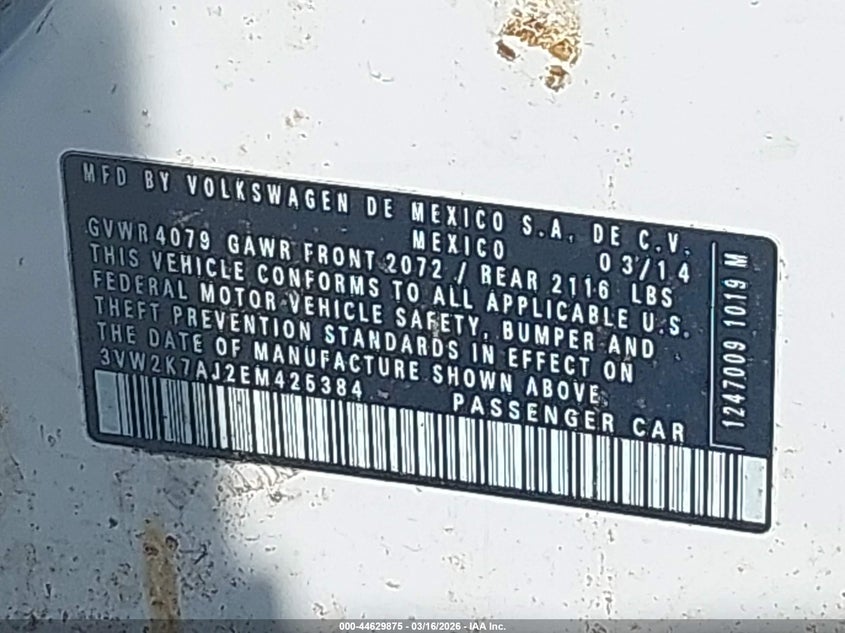 MFD BY VOLKSWAGEN DE MEXICO S.A. DE C.V.
MEXICO 03/14
GVWR 4079 GAWR FRONT 2072 / REAR 2116 LBS
THIS VEHICLE CONFORMS TO ALL APPLICABLE U.S.
FEDERAL MOTOR VEHICLE SAFETY, BUMPER AND
THEFT PREVENTION STANDARDS IN EFFECT ON
THE DATE OF MANUFACTURE SHOWN ABOVE.
3VW2K7AJ2EM425384 PASSENGER CAR
1247009 1019 M
000-44629875 - 03/16/2026 - IAA Inc.